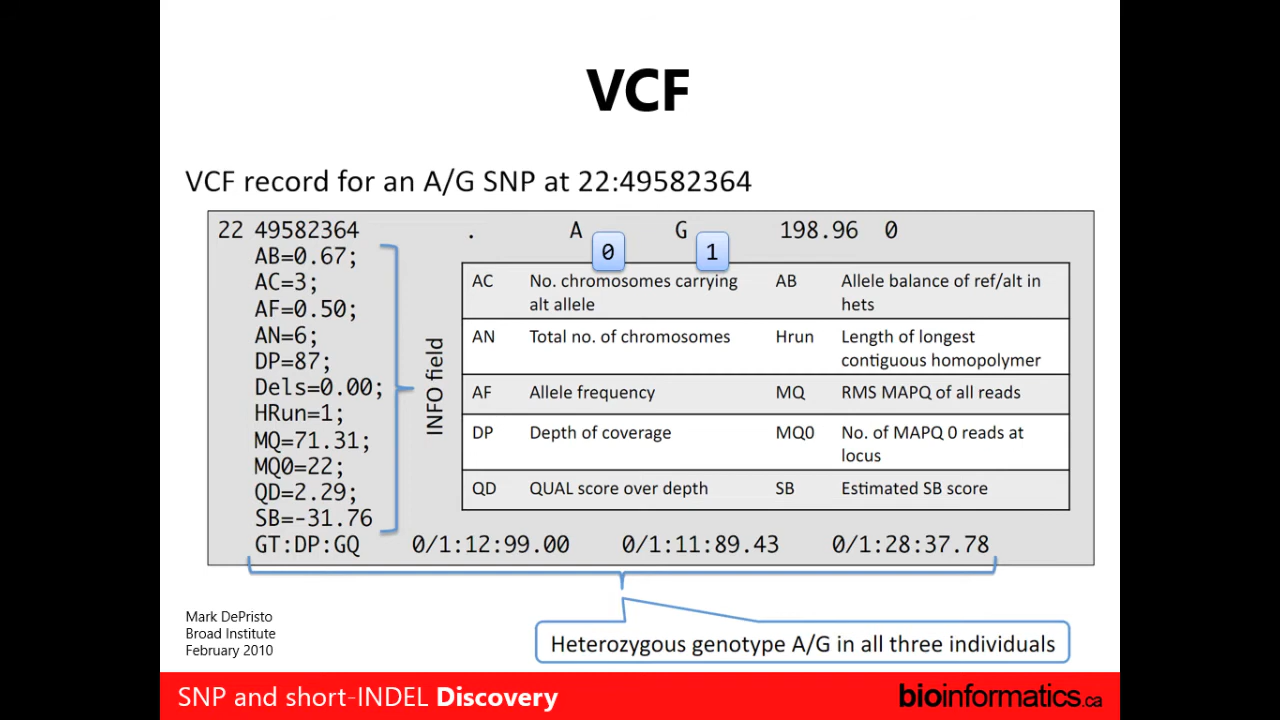 VCF
VCF record for an A/G SNP at 22:49582364
22 49582364 . A G 198.96 0
0 1
AB=0.67;
AC=3;
AF=0.50;
AN=6;
DP=87;
Dels=0.00;
HRun=1;
MQ=71.31;
MQ0=22;
QD=2.29;
SB=-31.76
INFO field
AC No. chromosomes carrying AB Allele balance of ref/alt in
alt allele hets
AN Total no. of chromosomes Hrun Length of longest
contiguous homopolymer
AF Allele frequency MQ RMS MAPQ of all reads
DP Depth of coverage MQ0 No. of MAPQ 0 reads at
locus
QD QUAL score over depth SB Estimated SB score
GT:DP:GQ 0/1:12:99.00 0/1:11:89.43 0/1:28:37.78
Heterozygous genotype A/G in all three individuals
Mark DePristo
Broad Institute
February 2010
SNP and short-INDEL Discovery
bioinformatics.ca